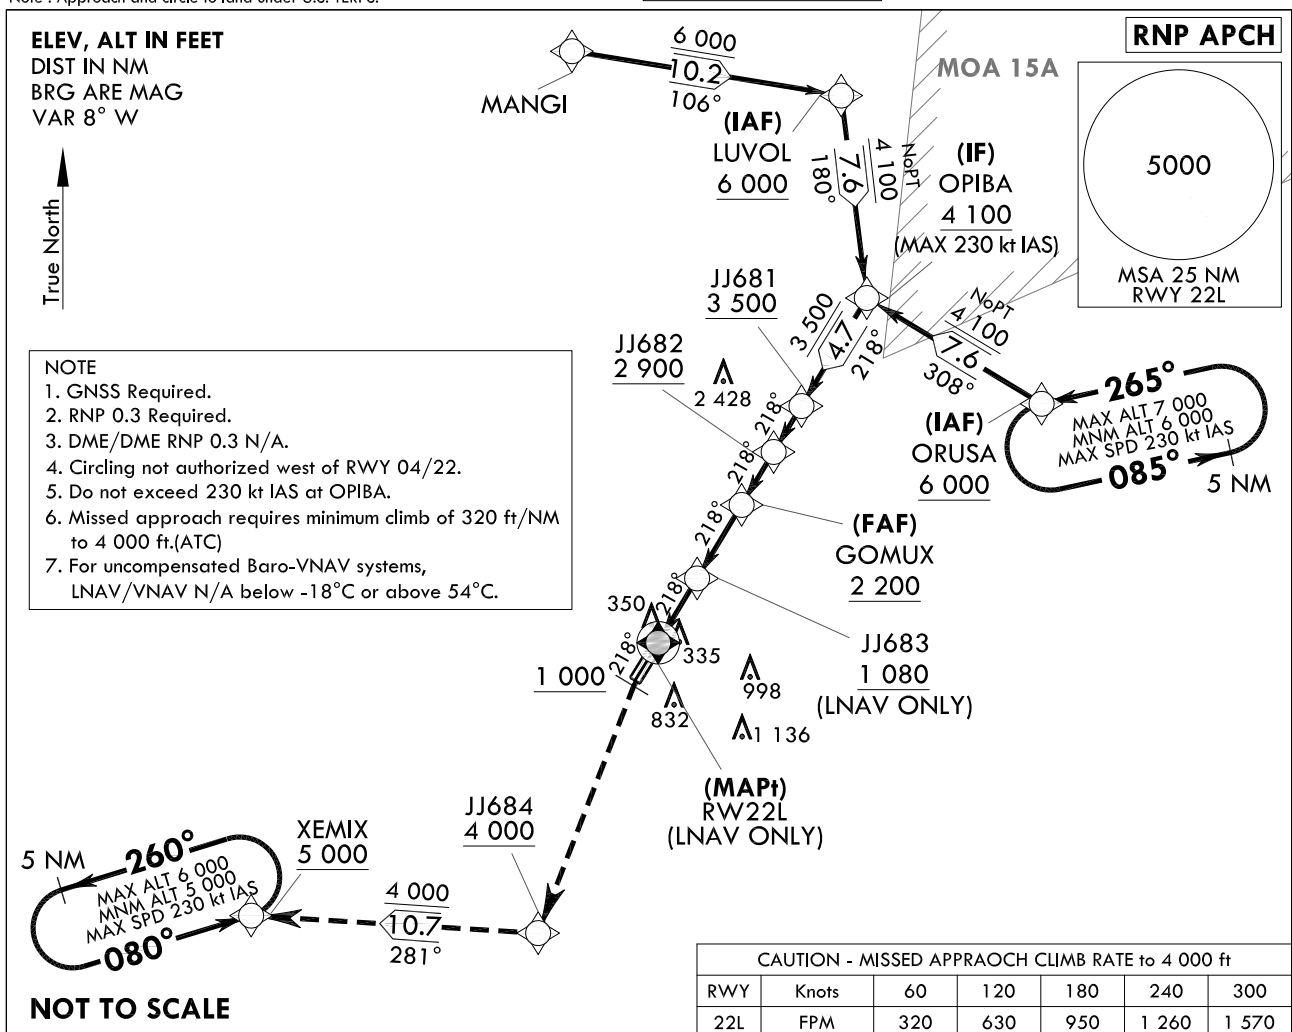 Note : Approach and circle to land under U.S. TERPS.
ELEV, ALT IN FEET
DIST IN NM
BRG ARE MAG
VAR 8° W
True North
RNP APCH
5000
MSA 25 NM
RWY 22L
MOA 15A
MANGI
6 000
10.2
106°
(IAF)
LUVOL
6 000
NoPT
4 100
7.6
180°
(IF)
OPIBA
4 100
(MAX 230 kt IAS)
JJ681
3 500
3 500
4.7
218°
NoPT
4 100
7.6
308°
JJ682
2 900
2 428
218°
218°
218°
218°
218°
(IAF)
ORUSA
6 000
265°
MAX ALT 7 000
MNM ALT 6 000
MAX SPD 230 kt IAS
085°
5 NM
NOTE
1. GNSS Required.
2. RNP 0.3 Required.
3. DME/DME RNP 0.3 N/A.
4. Circling not authorized west of RWY 04/22.
5. Do not exceed 230 kt IAS at OPIBA.
6. Missed approach requires minimum climb of 320 ft/NM
to 4 000 ft.(ATC)
7. For uncompensated Baro-VNAV systems,
LNAV/VNAV N/A below -18°C or above 54°C.
(FAF)
GOMUX
2 200
350
335
JJ683
1 080
(LNAV ONLY)
1 000
998
832
1 136
(MAPt)
RW22L
(LNAV ONLY)
JJ684
4 000
XEMIX
5 000
5 NM
260°
MAX ALT 6 000
MNM ALT 5 000
MAX SPD 230 kt IAS
080°
4 000
10.7
281°
NOT TO SCALE
CAUTION - MISSED APPRAOCH CLIMB RATE to 4 000 ft
RWY Knots 60 120 180 240 300
22L FPM 320 630 950 1 260 1 570